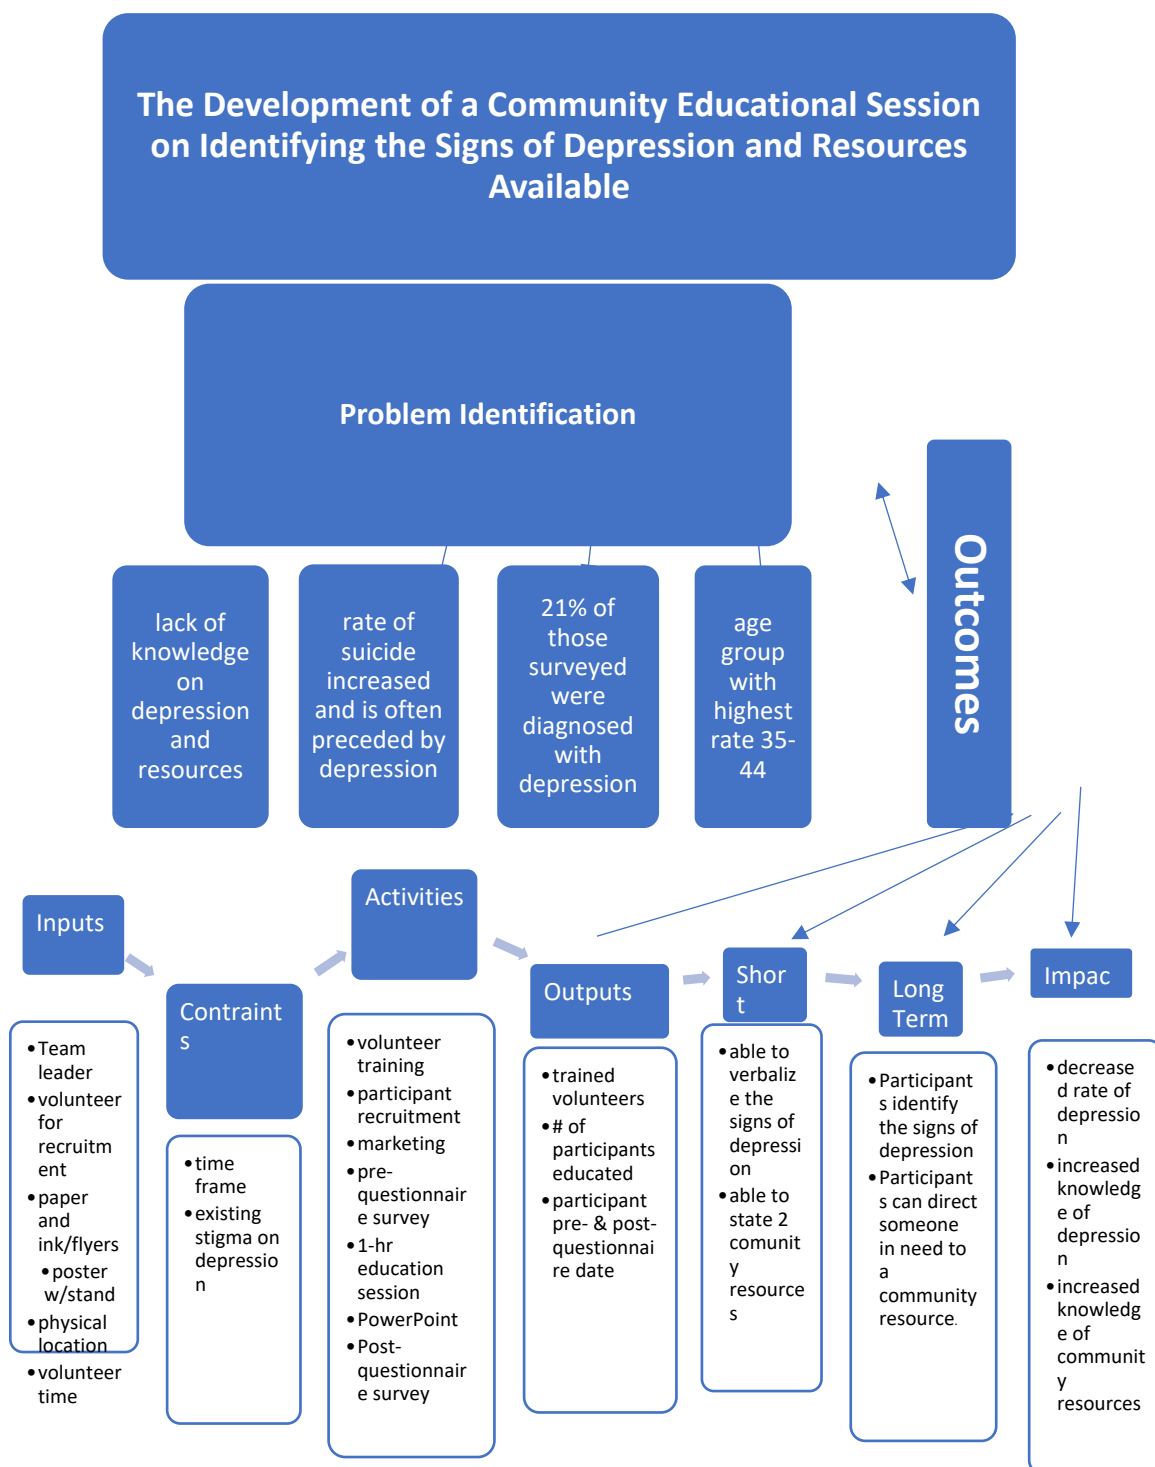 The Development of a Community Educational Session
on Identifying the Signs of Depression and Resources
Available
Problem Identification
lack of
knowledge
on
depression
and
resources
rate of
suicide
increased
and is often
preceded by
depression
21% of
those
surveyed
were
diagnosed
with
depression
age
group
with
highest
rate 35-
44
Outcomes
Inputs
•Team
leader
•volunteer
for
recruitm
ent
•paper
and
ink/flyers
•poster
w/stand
•physical
location
•volunteer
time
Contraint
s
•time
frame
•existing
stigma on
depressio
n
Activities
•volunteer
training
•participant
recruitment
•marketing
•pre-
questionnair
e survey
•1-hr
education
session
•PowerPoint
•Post-
questionnair
e survey
Outputs
•trained
volunteers
•# of
participants
educated
•participant
pre- & post-
questionnai
re date
Shor
t
•able to
verbaliz
e the
signs of
depressi
on
•able to
state 2
comunit
y
resource
s
Long
Term
•Participant
s identify
the signs of
depression
•Participant
s can direct
someone
in need to
a
community
resource.
Impac
•decrease
d rate of
depressio
n
•increased
knowledg
e of
depressio
n
•increased
knowledg
e of
communit
y
resources